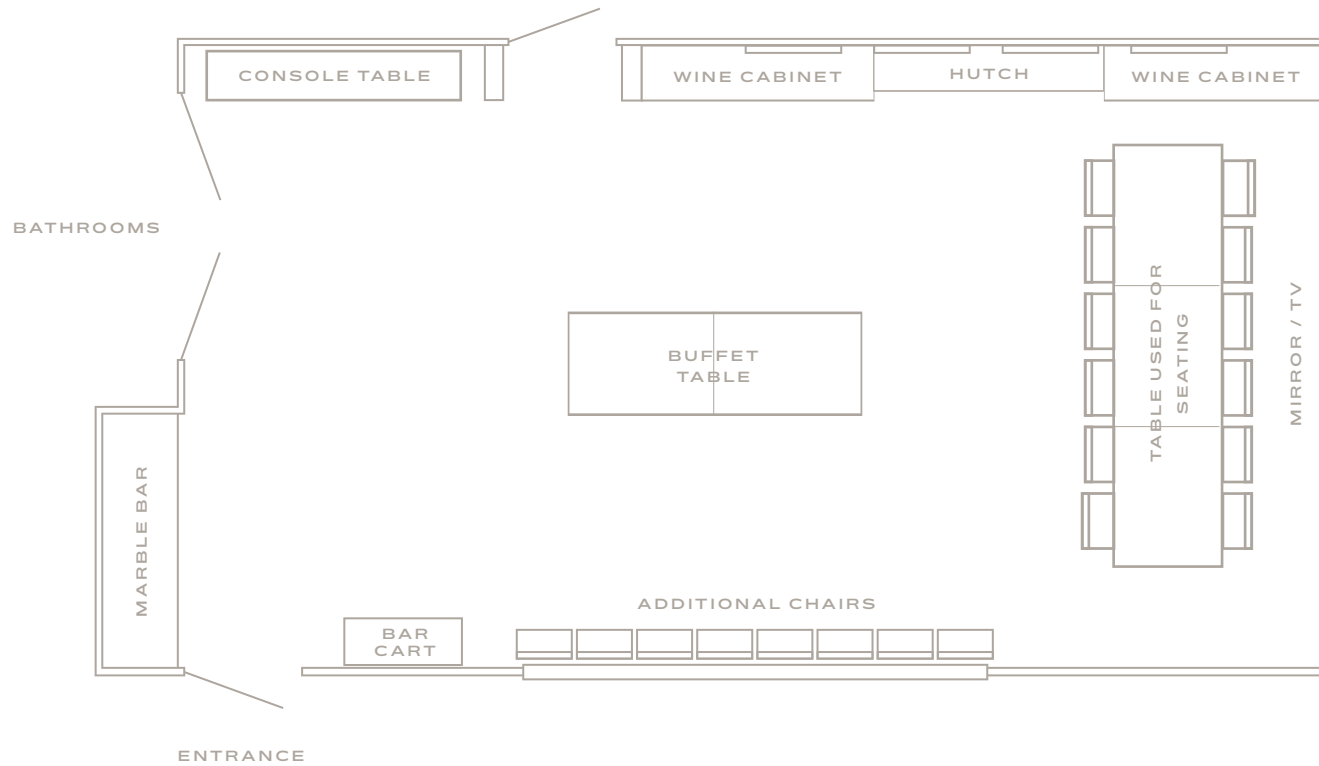 CONSOLE TABLE
WINE CABINET
HUTCH
WINE CABINET
BATHROOMS
BUFFET
TABLE
TABLE USED FOR
SEATING
MIRROR / TV
MARBLE BAR
ADDITIONAL CHAIRS
BAR
CART
ENTRANCE